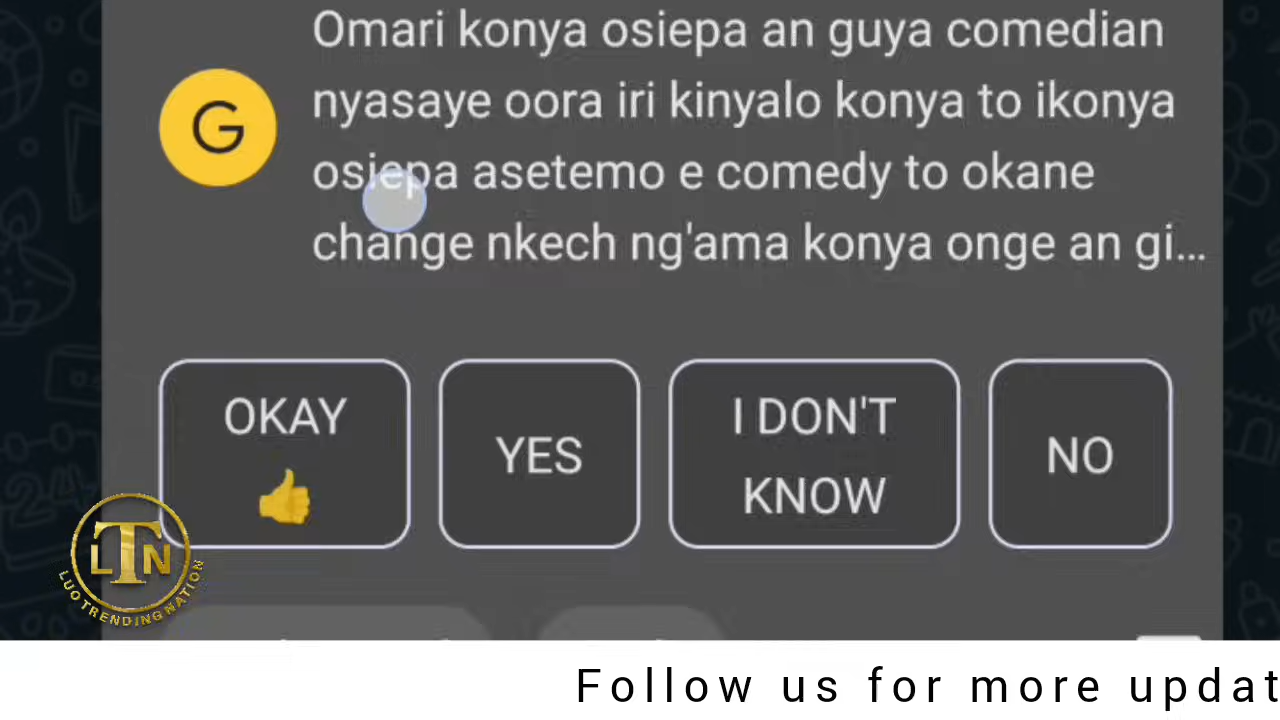 Omari konya osiepa an guya comedian
G
nyasaye oora iri kinyalo konya to ikonya
osiepa asetemo e comedy to okane
change nkech ng'ama konya onge an gi...
OKAY
👍
YES
I DON'T
KNOW
NO
LTN
LUO TRENDING NATION
Follow us for more updat